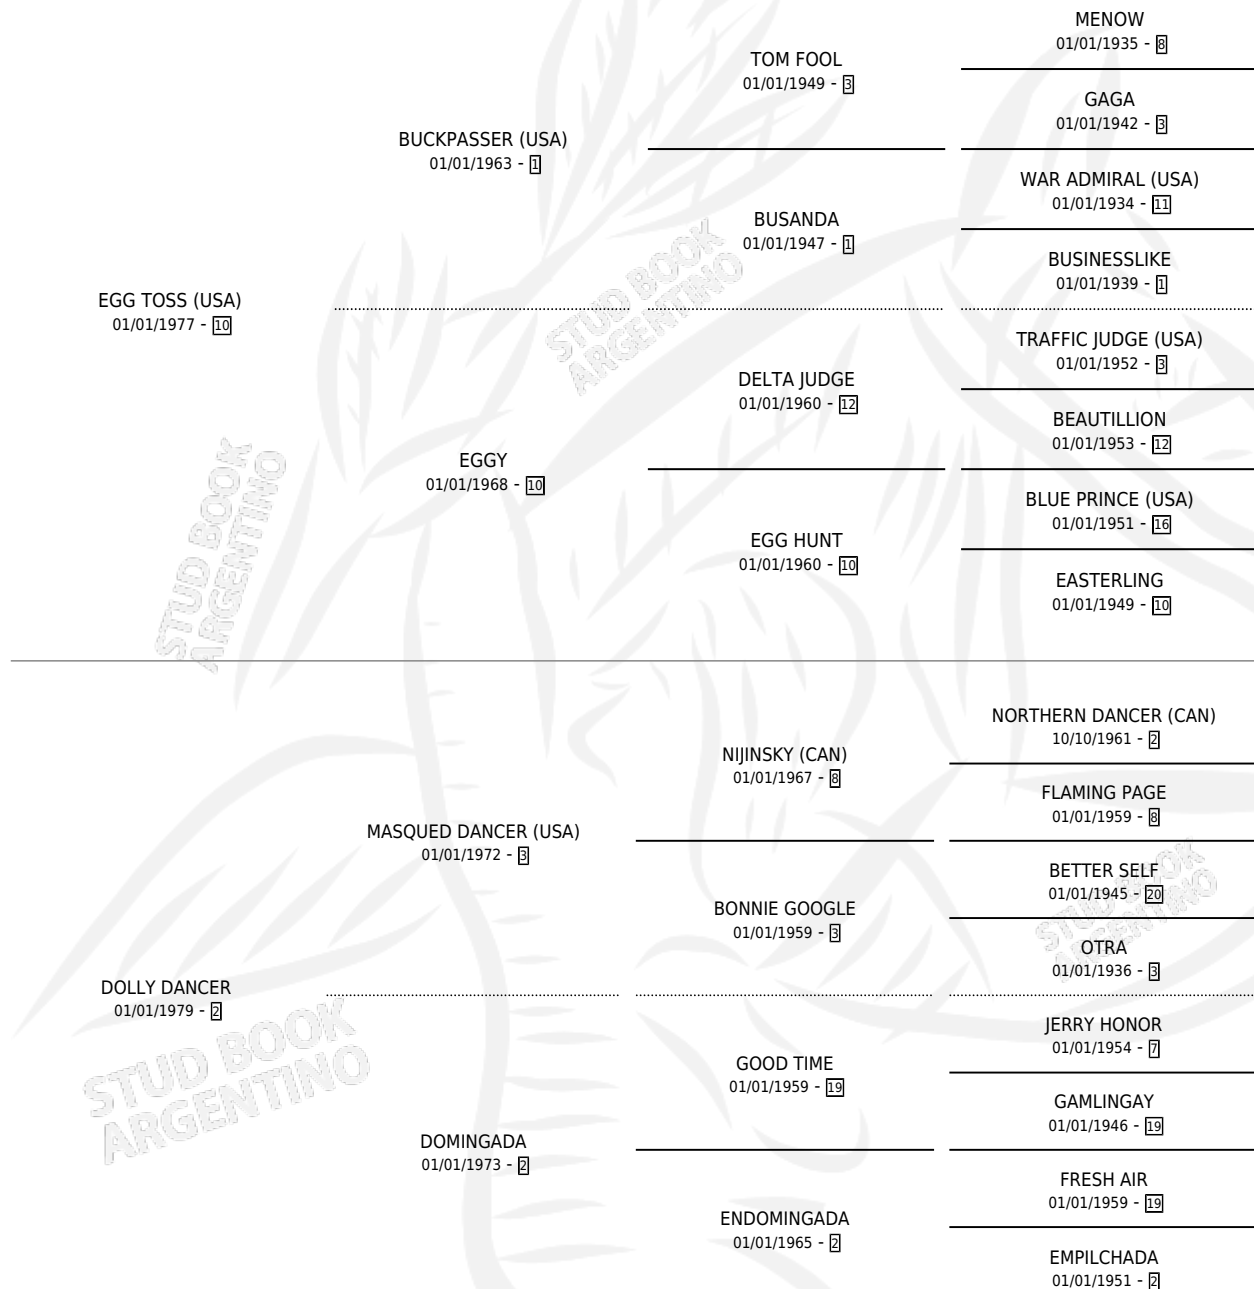 MENOW
01/01/1935 - 8
TOM FOOL
01/01/1949 - 3
GAGA
01/01/1942 - 3
BUCKPASSER (USA)
01/01/1963 - 1
WAR ADMIRAL (USA)
01/01/1934 - 11
BUSANDA
01/01/1947 - 1
BUSINESSLIKE
01/01/1939 - 1
EGG TOSS (USA)
01/01/1977 - 10
STUD BOOK
ARGENTINO
TRAFFIC JUDGE (USA)
01/01/1952 - 3
DELTA JUDGE
01/01/1960 - 12
BEAUTILLION
01/01/1953 - 12
EGGY
01/01/1968 - 10
BLUE PRINCE (USA)
01/01/1951 - 16
EGG HUNT
01/01/1960 - 10
EASTERLING
01/01/1949 - 10
STUD BOOK
ARGENTINO
NORTHERN DANCER (CAN)
10/10/1961 - 2
NIJINSKY (CAN)
01/01/1967 - 8
FLAMING PAGE
01/01/1959 - 8
MASQUED DANCER (USA)
01/01/1972 - 3
BETTER SELF
01/01/1945 - 20
BONNIE GOOGLE
01/01/1959 - 3
OTRA
01/01/1936 - 3
STUD BOOK
ARGENTINO
DOLLY DANCER
01/01/1979 - 2
JERRY HONOR
01/01/1954 - 7
GOOD TIME
01/01/1959 - 19
GAMLINGAY
01/01/1946 - 19
STUD BOOK
ARGENTINO
DOMINGADA
01/01/1973 - 2
FRESH AIR
01/01/1959 - 19
ENDOMINGADA
01/01/1965 - 2
EMPILCHADA
01/01/1951 - 2